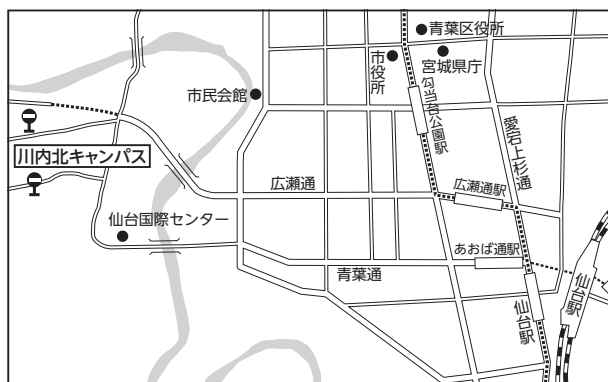 青葉区役所
市役所
宮城県庁
市民会館
勾当台公園駅
愛宕上杉通
川内北キャンパス
広瀬通
広瀬通駅
仙台国際センター
あおば通駅
青葉通
仙台駅
仙台駅